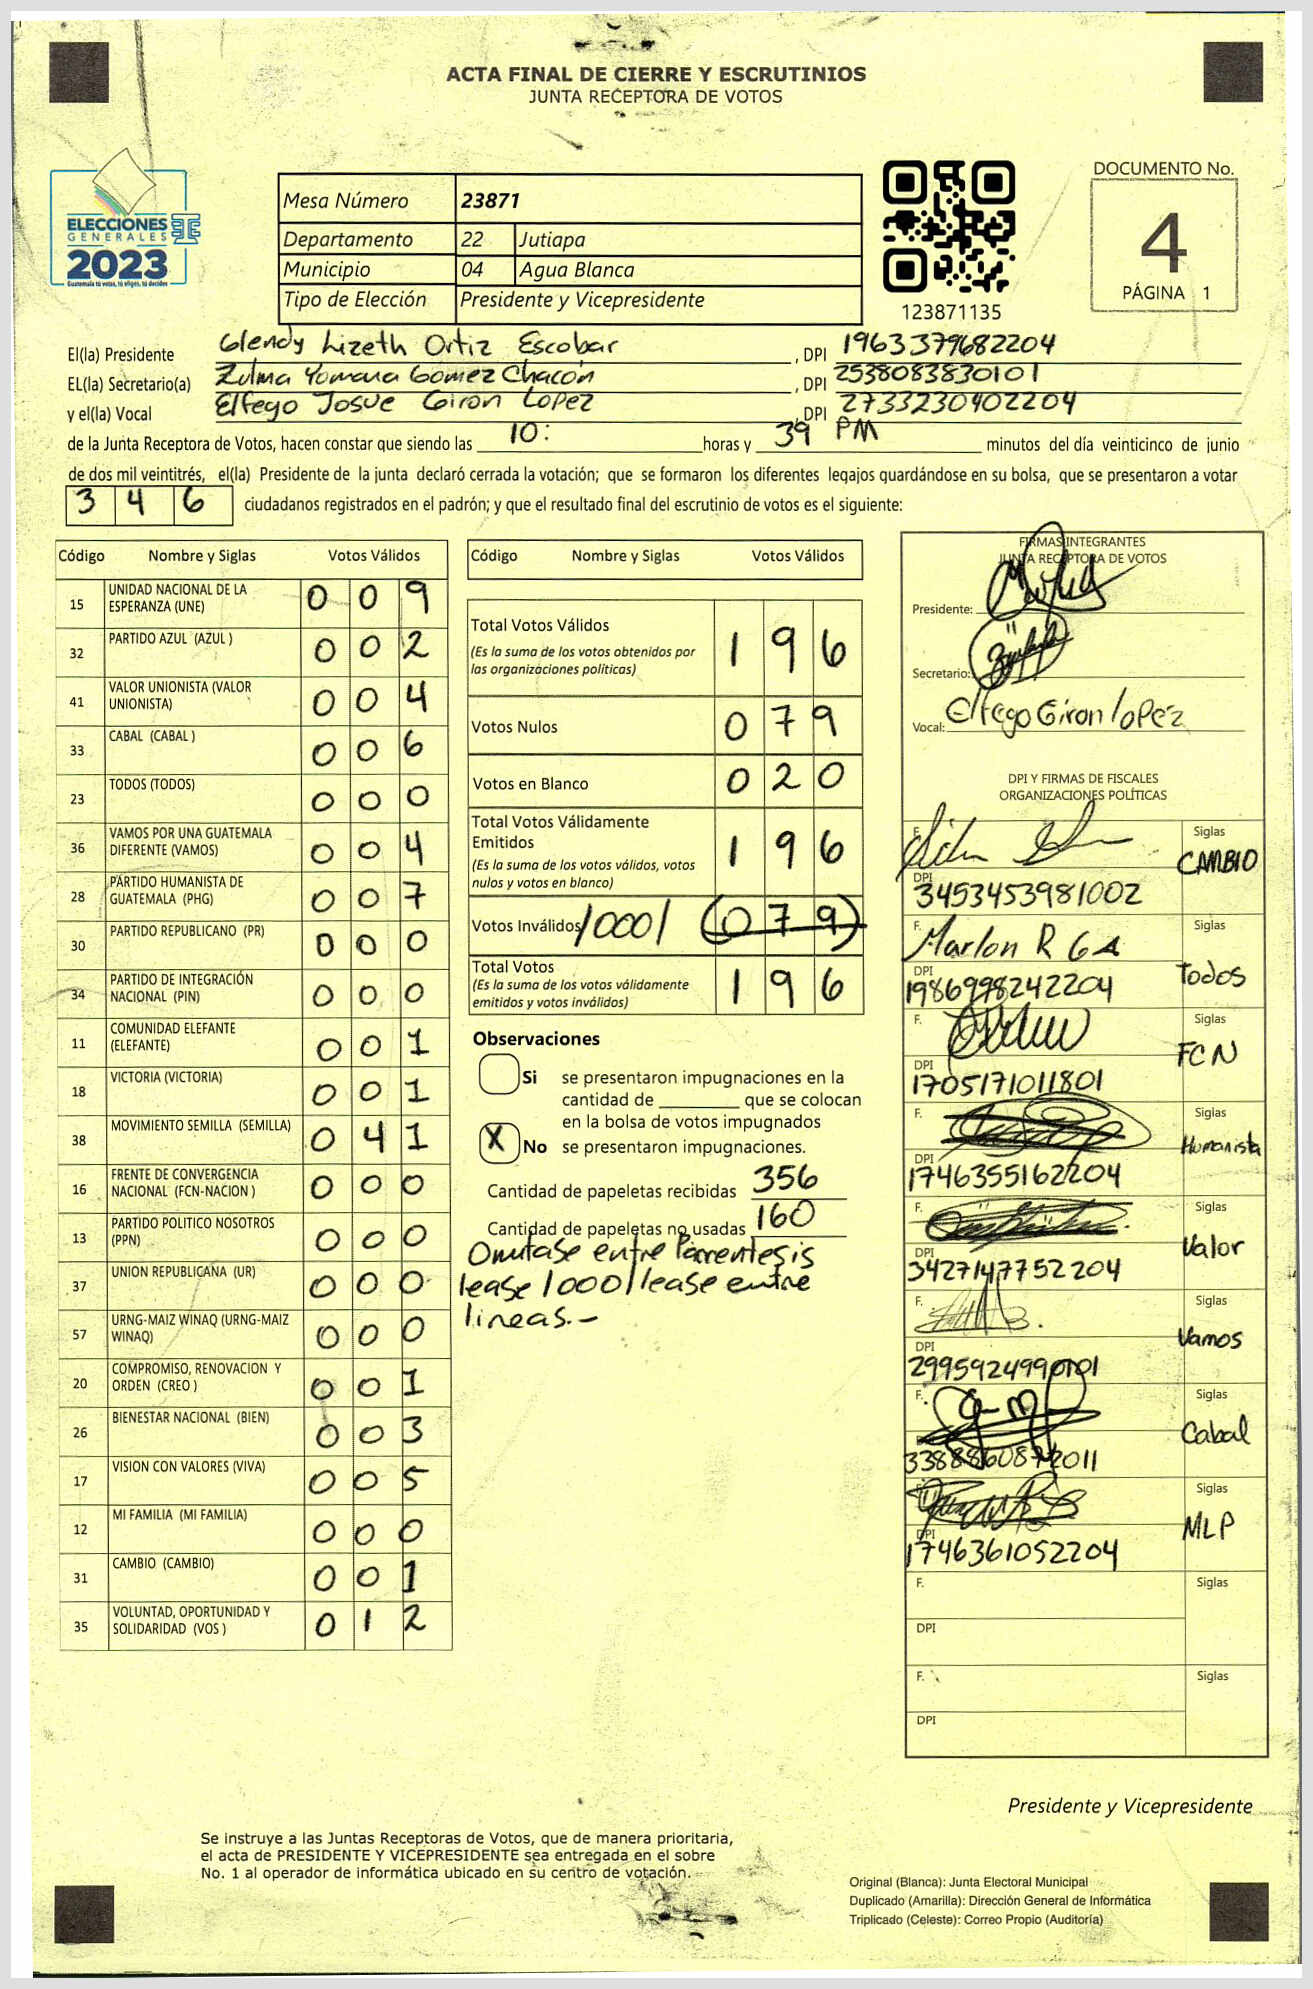 ACTA FINAL DE CIERRE Y ESCRUTINIOS
JUNTA RECEPTORA DE VOTOS
ELECCIONES
GENERALES
2023
Guatemala tú votas, tú eliges, tú decides
Mesa Número 23871
Departamento 22 Jutiapa
Municipio 04 Agua Blanca
Tipo de Elección Presidente y Vicepresidente
123871135
DOCUMENTO No.
4
PÁGINA 1
El(la) Presidente Glendy Lizeth Ortiz Escobar , DPI 1963379682204
EL(la) Secretario(a) Zulma Yomara Gomez Chacón , DPI 2538083830101
y el(la) Vocal Elfego Josue Giron Lopez , DPI 2733230402204
de la Junta Receptora de Votos, hacen constar que siendo las 10: horas y 39 PM minutos del día veinticinco de junio
de dos mil veintitrés, el(la) Presidente de la junta declaró cerrada la votación; que se formaron los diferentes legajos quardándose en su bolsa, que se presentaron a votar
3 4 6 ciudadanos registrados en el padrón; y que el resultado final del escrutinio de votos es el siguiente:
Código Nombre y Siglas Votos Válidos
15 UNIDAD NACIONAL DE LA ESPERANZA (UNE) 0 0 9
32 PARTIDO AZUL (AZUL ) 0 0 2
41 VALOR UNIONISTA (VALOR UNIONISTA) 0 0 4
33 CABAL (CABAL ) 0 0 6
23 TODOS (TODOS) 0 0 0
36 VAMOS POR UNA GUATEMALA DIFERENTE (VAMOS) 0 0 4
28 PARTIDO HUMANISTA DE GUATEMALA (PHG) 0 0 7
30 PARTIDO REPUBLICANO (PR) 0 0 0
34 PARTIDO DE INTEGRACIÓN NACIONAL (PIN) 0 0 0
11 COMUNIDAD ELEFANTE (ELEFANTE) 0 0 1
18 VICTORIA (VICTORIA) 0 0 1
38 MOVIMIENTO SEMILLA (SEMILLA) 0 4 1
16 FRENTE DE CONVERGENCIA NACIONAL (FCN-NACION ) 0 0 0
13 PARTIDO POLITICO NOSOTROS (PPN) 0 0 0
37 UNION REPUBLICANA (UR) 0 0 0
57 URNG-MAIZ WINAQ (URNG-MAIZ WINAQ) 0 0 0
20 COMPROMISO, RENOVACION Y ORDEN (CREO ) 0 0 1
26 BIENESTAR NACIONAL (BIEN) 0 0 3
17 VISION CON VALORES (VIVA) 0 0 5
12 MI FAMILIA (MI FAMILIA) 0 0 0
31 CAMBIO (CAMBIO) 0 0 1
35 VOLUNTAD, OPORTUNIDAD Y SOLIDARIDAD (VOS ) 0 1 2
Código Nombre y Siglas Votos Válidos
Total Votos Válidos 1 9 6
(Es la suma de los votos obtenidos por
las organizaciones políticas)
Votos Nulos 0 7 9
Votos en Blanco 0 2 0
Total Votos Válidamente
Emitidos 1 9 6
(Es la suma de los votos válidos, votos
nulos y votos en blanco)
Votos Inválidos /000/ (0 7 9)
Total Votos 1 9 6
(Es la suma de los votos válidamente
emitidos y votos inválidos)
Observaciones
Si se presentaron impugnaciones en la
cantidad de ________ que se colocan
en la bolsa de votos impugnados
X No se presentaron impugnaciones.
Cantidad de papeletas recibidas 356
Cantidad de papeletas no usadas 160
Omitase entre Parentesis
lease /000/ lease entre
lineas.-
FIRMAS INTEGRANTES
JUNTA RECEPTORA DE VOTOS
Presidente:
Secretario:
Vocal: Elfego Giron lopez
DPI Y FIRMAS DE FISCALES
ORGANIZACIONES POLÍTICAS
F. Siglas
CAMBIO
DPI
3453453981002
F. Marlon R G A Siglas
Todos
DPI
1986998242204
F. Siglas
FCN
DPI
1705171011801
F. Siglas
Humanista
DPI
1746355162204
F. Siglas
Valor
DPI
3427147752204
F. Siglas
Vamos
DPI
2995924990101
F. Siglas
Cabal
3388860872011
Siglas
MLP
DPI
1746361052204
F. Siglas
DPI
F. Siglas
DPI
Presidente y Vicepresidente
Se instruye a las Juntas Receptoras de Votos, que de manera prioritaria,
el acta de PRESIDENTE Y VICEPRESIDENTE sea entregada en el sobre
No. 1 al operador de informática ubicado en su centro de votación.
Original (Blanca): Junta Electoral Municipal
Duplicado (Amarilla): Dirección General de Informática
Triplicado (Celeste): Correo Propio (Auditoría)